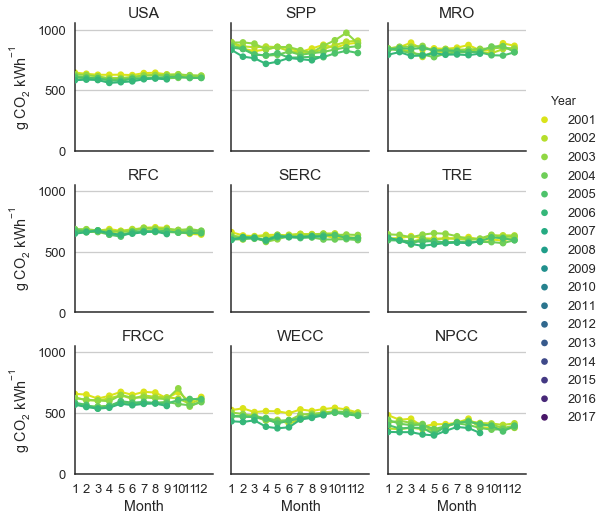 USA SPP MRO
1000
500
0
g CO₂ kWh⁻¹
RFC SERC TRE
1000
500
0
g CO₂ kWh⁻¹
FRCC WECC NPCC
1000
500
0
g CO₂ kWh⁻¹
1 2 3 4 5 6 7 8 9 10 11 12 1 2 3 4 5 6 7 8 9 10 11 12 1 2 3 4 5 6 7 8 9 10 11 12
Month Month Month
Year
2001
2002
2003
2004
2005
2006
2007
2008
2009
2010
2011
2012
2013
2014
2015
2016
2017